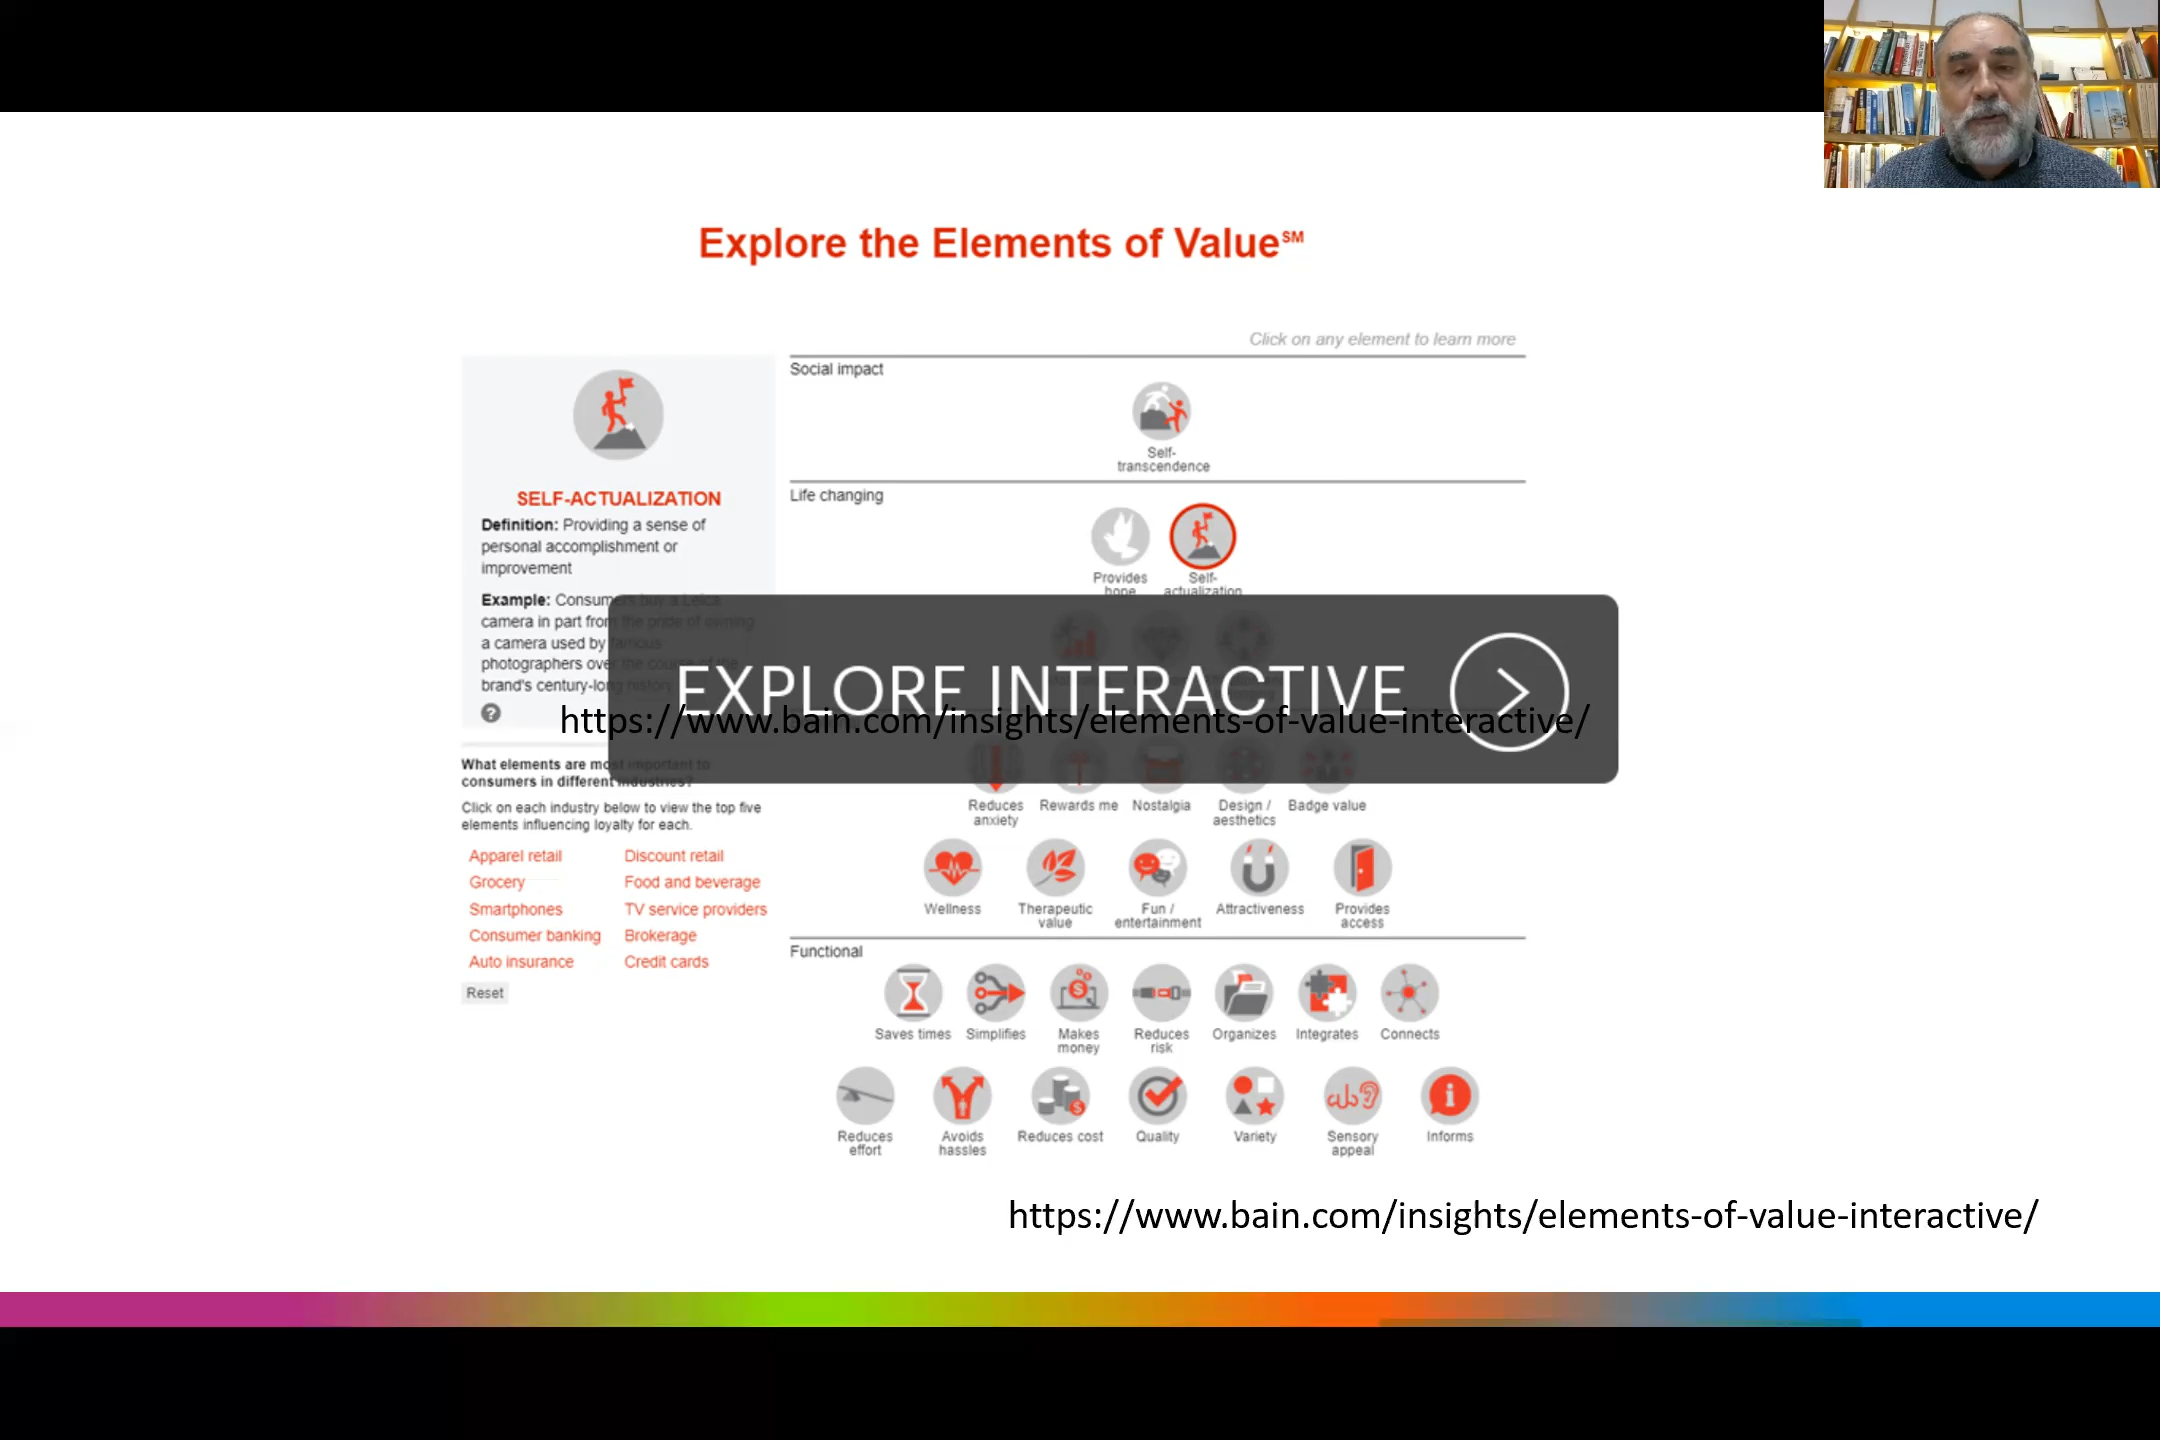 Explore the Elements of Value℠
Click on any element to learn more
SELF-ACTUALIZATION
Definition: Providing a sense of
personal accomplishment or
improvement
Example: Consumers buy a Leica
camera in part from the pride of owning
a camera used by famous
photographers over the course of the
brand's century-long history.
?
What elements are most important to
consumers in different industries?
Click on each industry below to view the top five
elements influencing loyalty for each.
Apparel retail
Discount retail
Grocery
Food and beverage
Smartphones
TV service providers
Consumer banking
Brokerage
Auto insurance
Credit cards
Reset
Social impact
Self-
transcendence
Life changing
Provides
hope
Self-
actualization
EXPLORE INTERACTIVE
https://www.bain.com/insights/elements-of-value-interactive/
Reduces
anxiety
Rewards me
Nostalgia
Design /
aesthetics
Badge value
Wellness
Therapeutic
value
Fun /
entertainment
Attractiveness
Provides
access
Functional
Saves times
Simplifies
Makes
money
Reduces
risk
Organizes
Integrates
Connects
Reduces
effort
Avoids
hassles
Reduces cost
Quality
Variety
Sensory
appeal
Informs
https://www.bain.com/insights/elements-of-value-interactive/